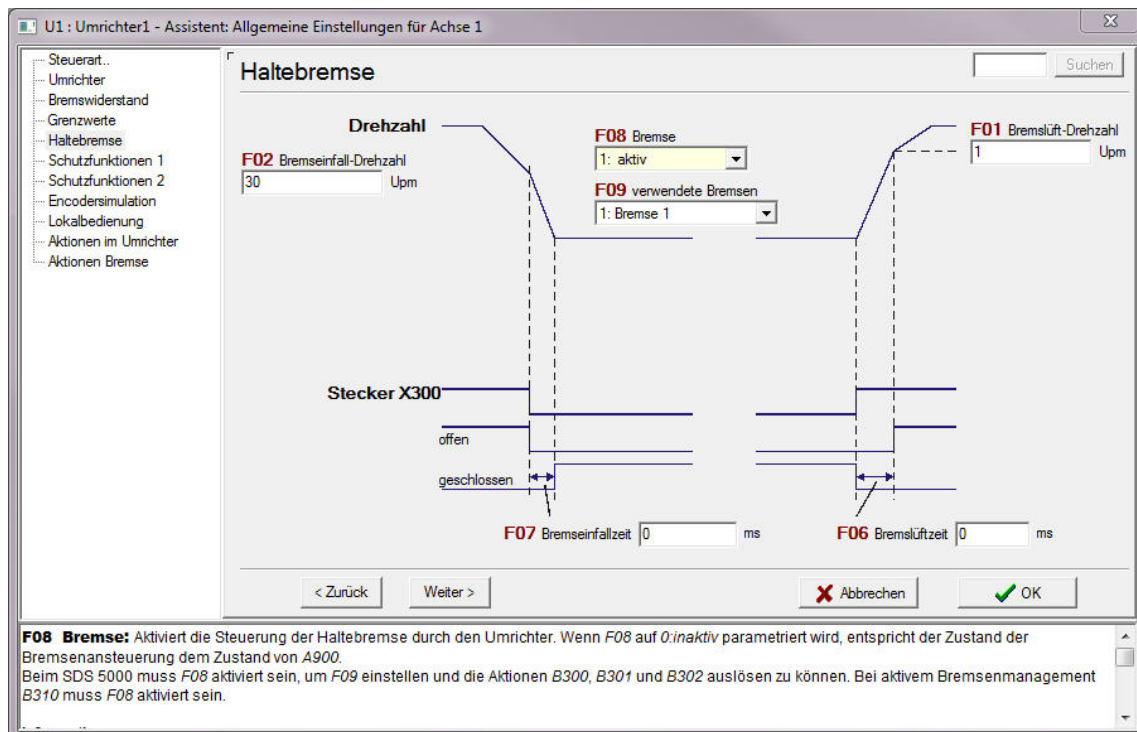 U1 : Umrichter1 - Assistent: Allgemeine Einstellungen für Achse 1
Steuerart..
Umrichter
Bremswiderstand
Grenzwerte
Haltebremse
Schutzfunktionen 1
Schutzfunktionen 2
Encodersimulation
Lokalbedienung
Aktionen im Umrichter
Aktionen Bremse
Haltebremse
Suchen
Drehzahl
F02 Bremseinfall-Drehzahl
30 Upm
F08 Bremse
1: aktiv
F09 verwendete Bremsen
1: Bremse 1
F01 Bremslüft-Drehzahl
1 Upm
Stecker X300
offen
geschlossen
F07 Bremseinfallzeit 0 ms
F06 Bremslüftzeit 0 ms
< Zurück
Weiter >
Abbrechen
OK
F08 Bremse: Aktiviert die Steuerung der Haltebremse durch den Umrichter. Wenn F08 auf 0:inaktiv parametriert wird, entspricht der Zustand der
Bremsenansteuerung dem Zustand von A900.
Beim SDS 5000 muss F08 aktiviert sein, um F09 einstellen und die Aktionen B300, B301 und B302 auslösen zu können. Bei aktivem Bremsenmanagement
B310 muss F08 aktiviert sein.